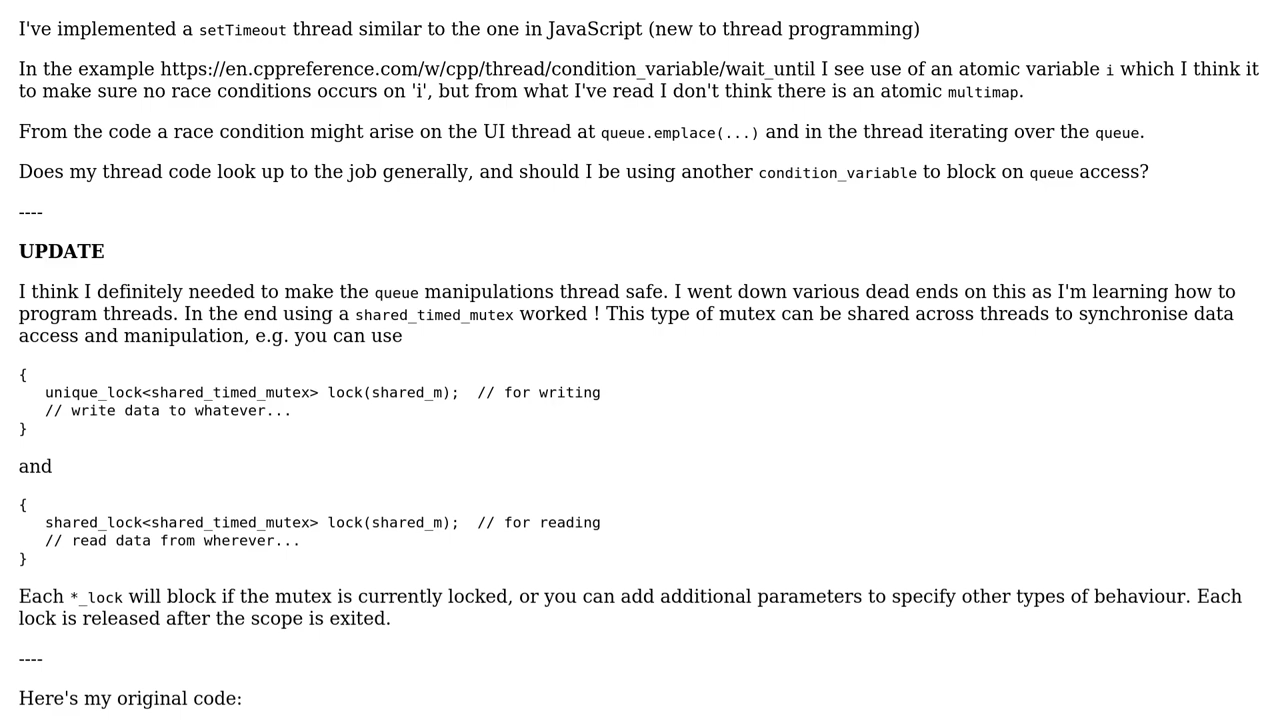 I've implemented a setTimeout thread similar to the one in JavaScript (new to thread programming)
In the example https://en.cppreference.com/w/cpp/thread/condition_variable/wait_until I see use of an atomic variable i which I think it
to make sure no race conditions occurs on 'i', but from what I've read I don't think there is an atomic multimap.
From the code a race condition might arise on the UI thread at queue.emplace(...) and in the thread iterating over the queue.
Does my thread code look up to the job generally, and should I be using another condition_variable to block on queue access?
----
UPDATE
I think I definitely needed to make the queue manipulations thread safe. I went down various dead ends on this as I'm learning how to
program threads. In the end using a shared_timed_mutex worked ! This type of mutex can be shared across threads to synchronise data
access and manipulation, e.g. you can use
{
   unique_lock<shared_timed_mutex> lock(shared_m);  // for writing
   // write data to whatever...
}
and
{
   shared_lock<shared_timed_mutex> lock(shared_m);  // for reading
   // read data from wherever...
}
Each *_lock will block if the mutex is currently locked, or you can add additional parameters to specify other types of behaviour. Each
lock is released after the scope is exited.
----
Here's my original code: